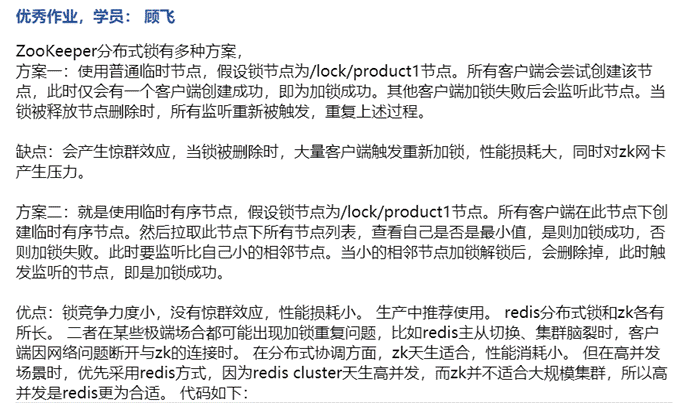 优秀作业，学员： 顾飞
ZooKeeper分布式锁有多种方案，
方案一：使用普通临时节点，假设锁节点为/lock/product1节点。所有客户端会尝试创建该节
点，此时仅会有一个客户端创建成功，即为加锁成功。其他客户端加锁失败后会监听此节点。当
锁被释放节点删除时，所有监听重新被触发，重复上述过程。
缺点：会产生惊群效应，当锁被删除时，大量客户端触发重新加锁，性能损耗大，同时对zk网卡
产生压力。
方案二：就是使用临时有序节点，假设锁节点为/lock/product1节点。所有客户端在此节点下创
建临时有序节点。然后拉取此节点下所有节点列表，查看自己是否是最小值，是则加锁成功，否
则加锁失败。此时要监听比自己小的相邻节点。当小的相邻节点加锁解锁后，会删除掉，此时触
发监听的节点，即是加锁成功。
优点：锁竞争力度小，没有惊群效应，性能损耗小。 生产中推荐使用。 redis分布式锁和zk各有
所长。 二者在某些极端场合都可能出现加锁重复问题，比如redis主从切换、集群脑裂时，客户
端因网络问题断开与zk的连接时。 在分布式协调方面，zk天生适合，性能消耗小。 但在高并发
场景时，优先采用redis方式，因为redis cluster天生高并发，而zk并不适合大规模集群，所以高
并发是redis更为合适。 代码如下：